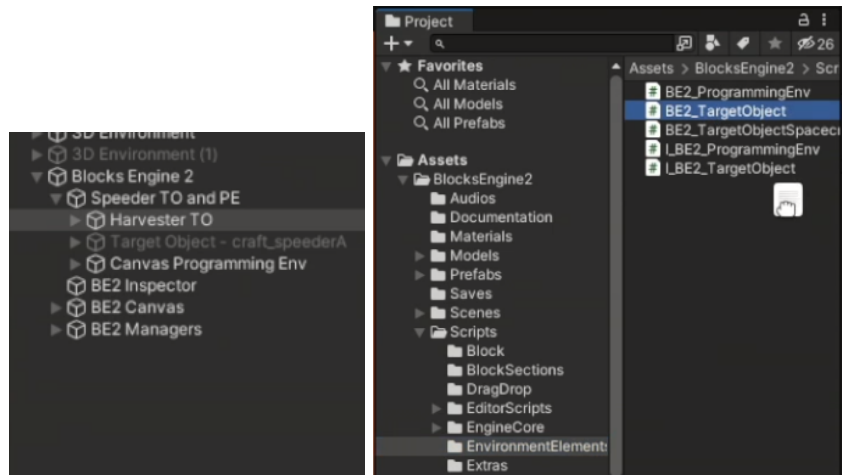 3D Environment
3D Environment (1)
Blocks Engine 2
Speeder TO and PE
Harvester TO
Target Object - craft_speederA
Canvas Programming Env
BE2 Inspector
BE2 Canvas
BE2 Managers
Project
26
Favorites
All Materials
All Models
All Prefabs
Assets
BlocksEngine2
Audios
Documentation
Materials
Models
Prefabs
Saves
Scenes
Scripts
Block
BlockSections
DragDrop
EditorScripts
EngineCore
EnvironmentElements
Extras
Assets > BlocksEngine2 > Scr
BE2_ProgrammingEnv
BE2_TargetObject
BE2_TargetObjectSpacecr
I_BE2_ProgrammingEnv
I_BE2_TargetObject